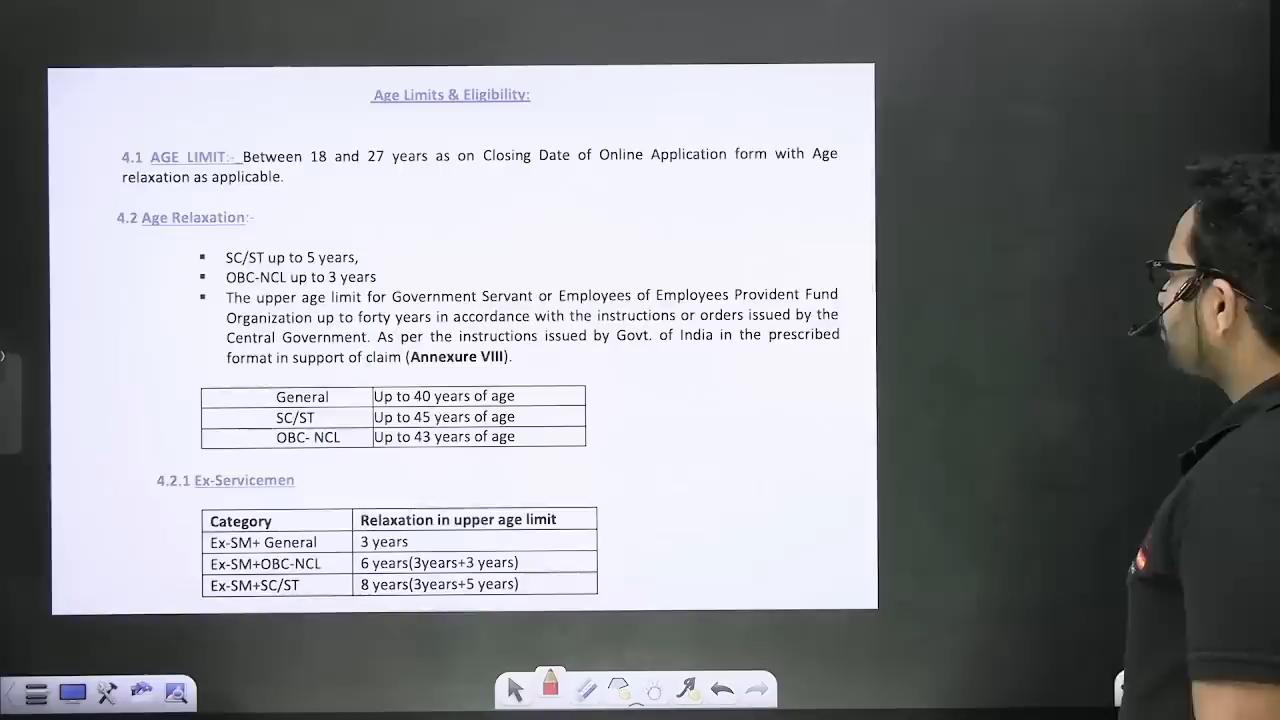 Age Limits & Eligibility:
4.1 AGE LIMIT:- Between 18 and 27 years as on Closing Date of Online Application form with Age
relaxation as applicable.
4.2 Age Relaxation:-
▪ SC/ST up to 5 years,
▪ OBC-NCL up to 3 years
▪ The upper age limit for Government Servant or Employees of Employees Provident Fund
Organization up to forty years in accordance with the instructions or orders issued by the
Central Government. As per the instructions issued by Govt. of India in the prescribed
format in support of claim (Annexure VIII).
General Up to 40 years of age
SC/ST Up to 45 years of age
OBC- NCL Up to 43 years of age
4.2.1 Ex-Servicemen
Category Relaxation in upper age limit
Ex-SM+ General 3 years
Ex-SM+OBC-NCL 6 years(3years+3 years)
Ex-SM+SC/ST 8 years(3years+5 years)